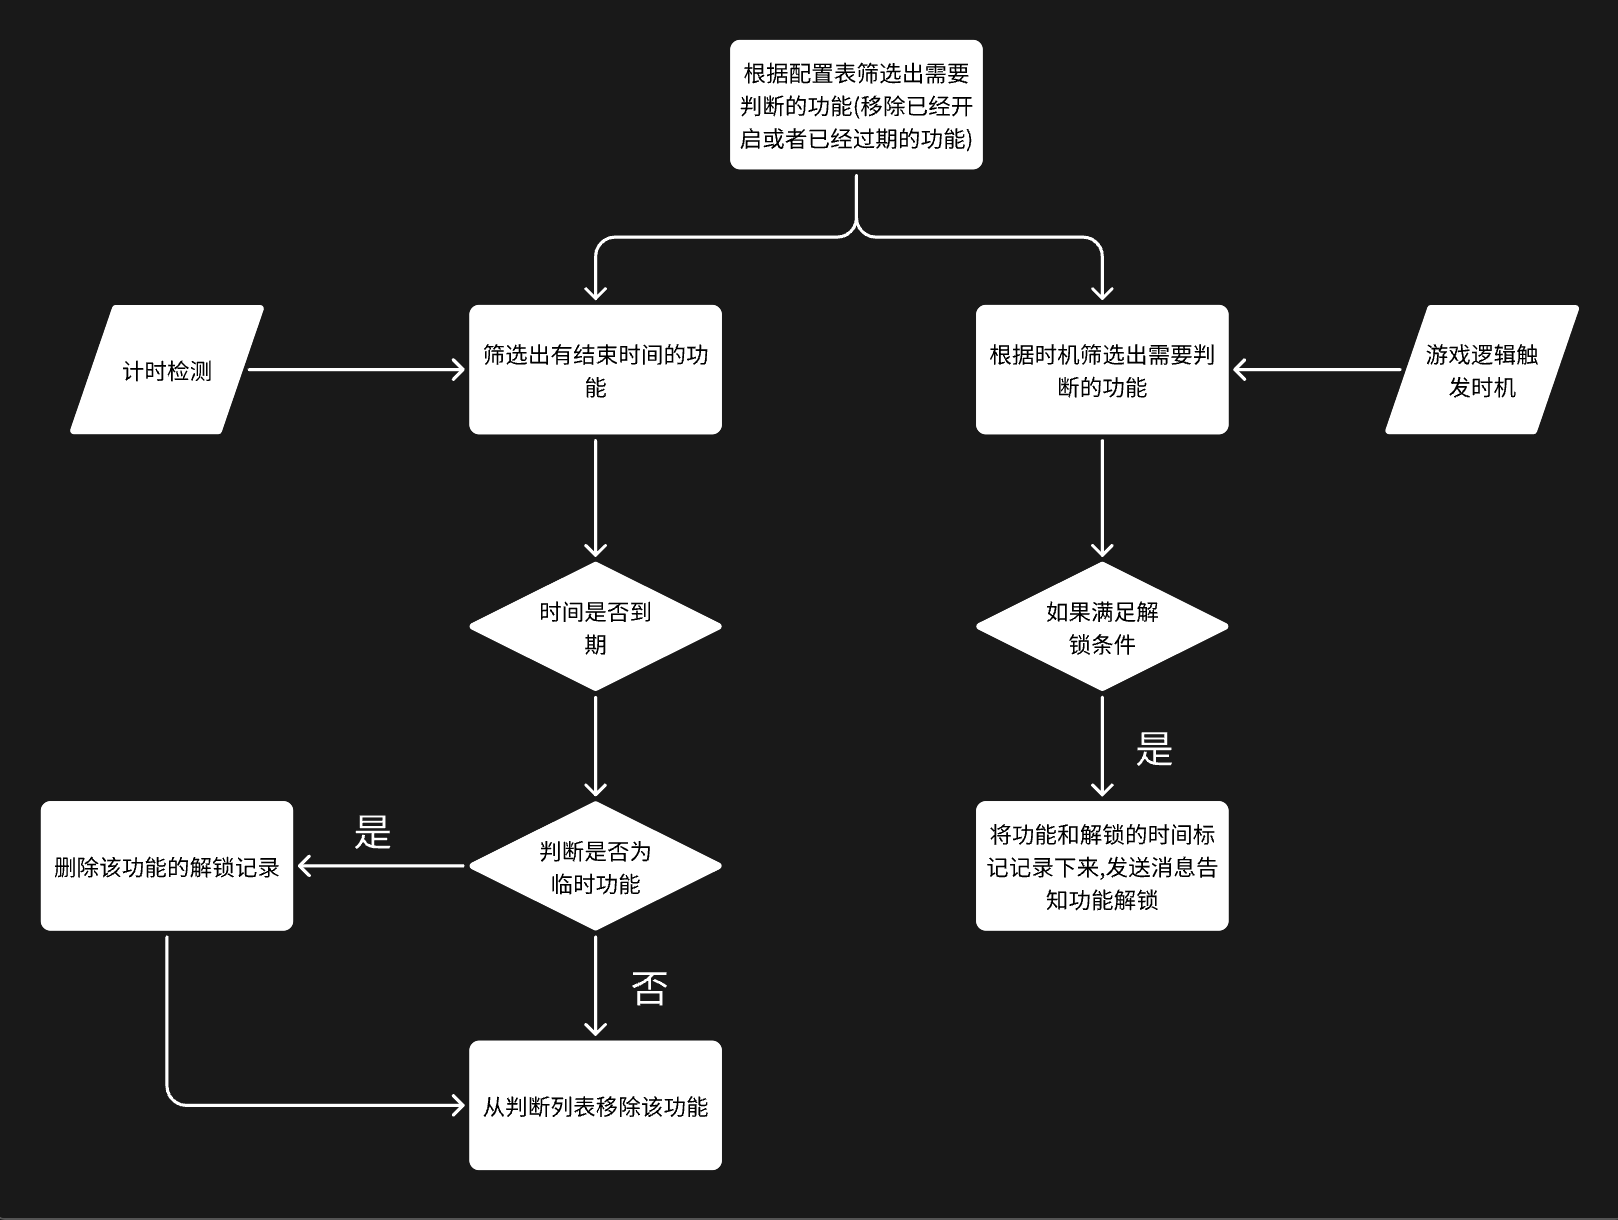 根据配置表筛选出需要
判断的功能(移除已经开
启或者已经过期的功能)
计时检测
筛选出有结束时间的功
能
根据时机筛选出需要判
断的功能
游戏逻辑触
发时机
时间是否到
期
如果满足解
锁条件
是
删除该功能的解锁记录
是
判断是否为
临时功能
将功能和解锁的时间标
记记录下来,发送消息告
知功能解锁
否
从判断列表移除该功能